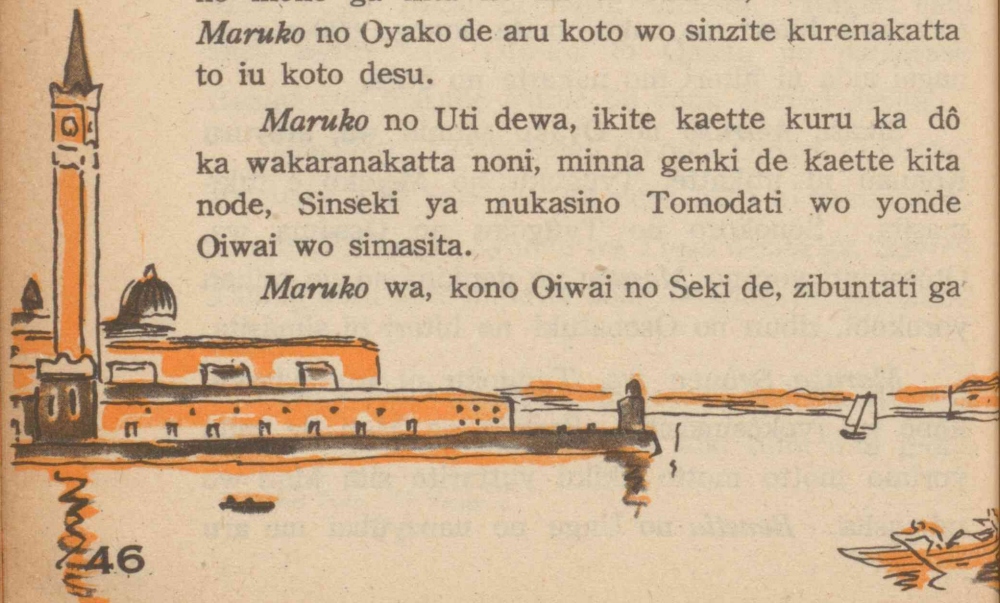 Maruko no Oyako de aru koto wo sinzite kurenakatta
to iu koto desu.
Maruko no Uti dewa, ikite kaette kuru ka dô
ka wakaranakatta noni, minna genki de kaette kita
node, Sinseki ya mukasino Tomodati wo yonde
Oiwai wo simasita.
Maruko wa, kono Oiwai no Seki de, zibuntati ga
46